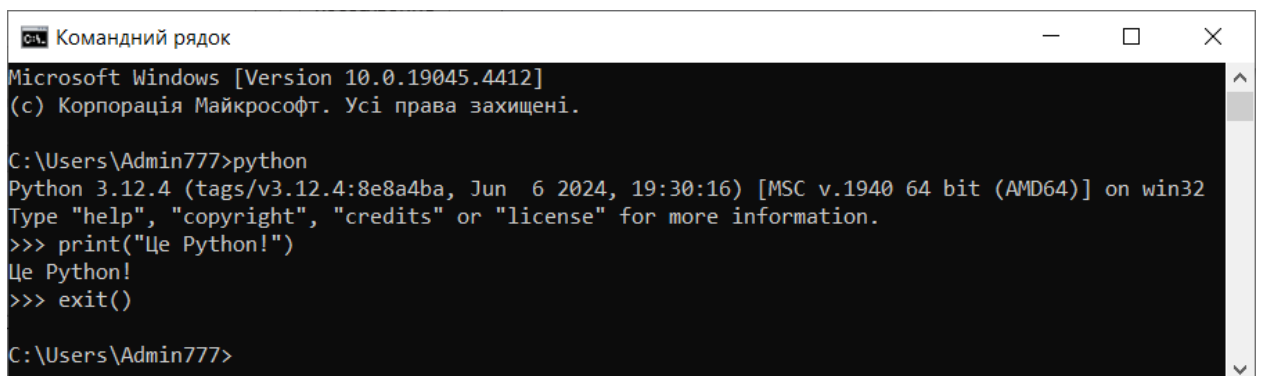 Командний рядок
Microsoft Windows [Version 10.0.19045.4412]
(c) Корпорація Майкрософт. Усі права захищені.
C:\Users\Admin777>python
Python 3.12.4 (tags/v3.12.4:8e8a4ba, Jun  6 2024, 19:30:16) [MSC v.1940 64 bit (AMD64)] on win32
Type "help", "copyright", "credits" or "license" for more information.
>>> print("Це Python!")
Це Python!
>>> exit()
C:\Users\Admin777>